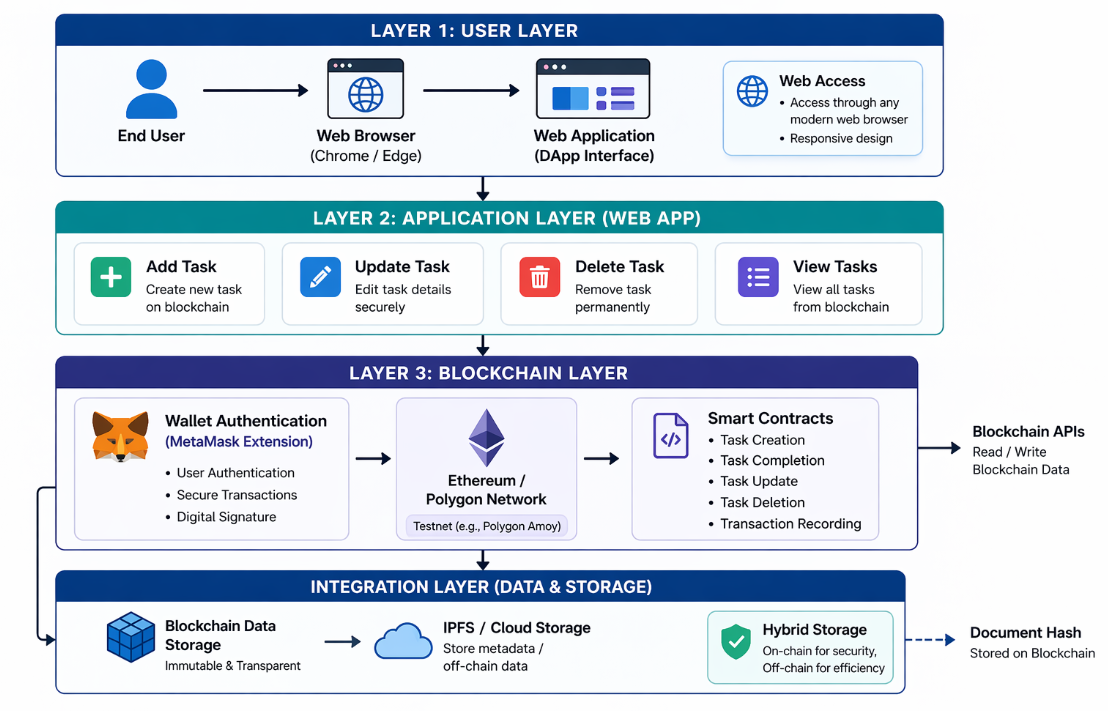 LAYER 1: USER LAYER
End User
Web Browser
(Chrome / Edge)
Web Application
(DApp Interface)
Web Access
• Access through any
modern web browser
• Responsive design
LAYER 2: APPLICATION LAYER (WEB APP)
Add Task
Create new task
on blockchain
Update Task
Edit task details
securely
Delete Task
Remove task
permanently
View Tasks
View all tasks
from blockchain
LAYER 3: BLOCKCHAIN LAYER
Wallet Authentication
(MetaMask Extension)
• User Authentication
• Secure Transactions
• Digital Signature
Ethereum /
Polygon Network
Testnet (e.g., Polygon Amoy)
</>
Smart Contracts
• Task Creation
• Task Completion
• Task Update
• Task Deletion
• Transaction Recording
Blockchain APIs
Read / Write
Blockchain Data
INTEGRATION LAYER (DATA & STORAGE)
Blockchain Data
Storage
Immutable & Transparent
IPFS / Cloud Storage
Store metadata /
off-chain data
Hybrid Storage
On-chain for security,
Off-chain for efficiency
Document Hash
Stored on Blockchain